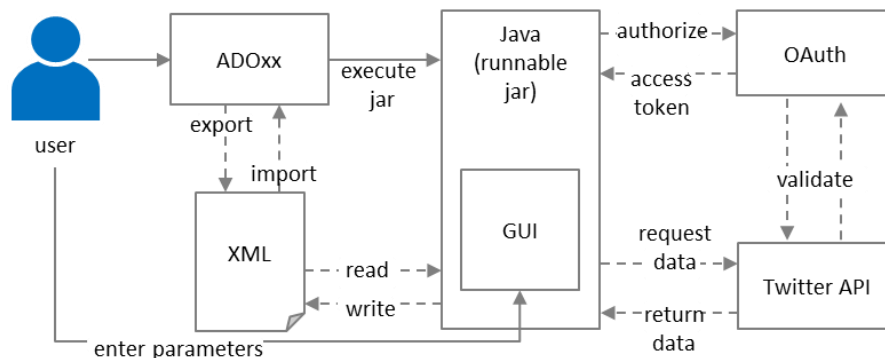 user
ADOxx
execute
jar
export
import
XML
read
write
enter parameters
Java
(runnable
jar)
GUI
authorize
access
token
OAuth
validate
request
data
return
data
Twitter API